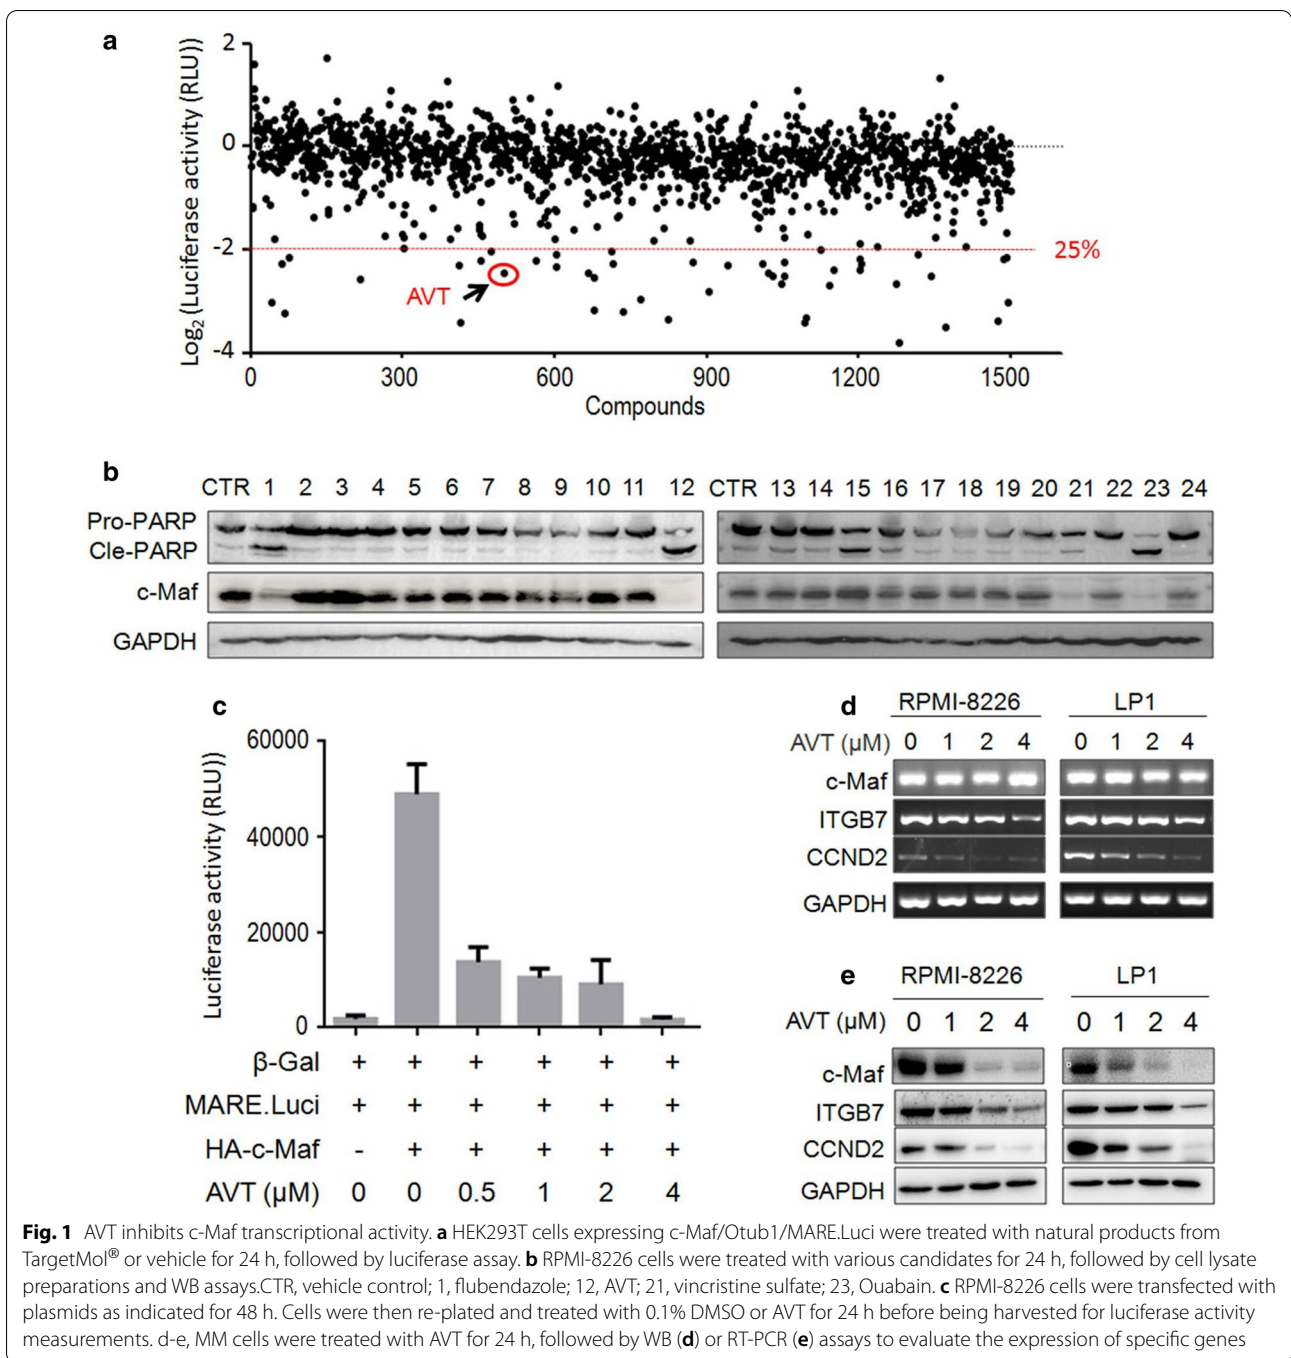 a
Log2 (Luciferase activity (RLU))
2
0
-2
-4
25%
AVT
0 300 600 900 1200 1500
Compounds
b
CTR 1 2 3 4 5 6 7 8 9 10 11 12 CTR 13 14 15 16 17 18 19 20 21 22 23 24
Pro-PARP
Cle-PARP
c-Maf
GAPDH
c
Luciferase activity (RLU))
60000
40000
20000
0
β-Gal + + + + + +
MARE.Luci + + + + + +
HA-c-Maf - + + + + +
AVT (µM) 0 0 0.5 1 2 4
d
RPMI-8226 LP1
AVT (µM) 0 1 2 4 0 1 2 4
c-Maf
ITGB7
CCND2
GAPDH
e
RPMI-8226 LP1
AVT (µM) 0 1 2 4 0 1 2 4
c-Maf
ITGB7
CCND2
GAPDH
Fig. 1 AVT inhibits c-Maf transcriptional activity. a HEK293T cells expressing c-Maf/Otub1/MARE.Luci were treated with natural products from
TargetMol® or vehicle for 24 h, followed by luciferase assay. b RPMI-8226 cells were treated with various candidates for 24 h, followed by cell lysate
preparations and WB assays.CTR, vehicle control; 1, flubendazole; 12, AVT; 21, vincristine sulfate; 23, Ouabain. c RPMI-8226 cells were transfected with
plasmids as indicated for 48 h. Cells were then re-plated and treated with 0.1% DMSO or AVT for 24 h before being harvested for luciferase activity
measurements. d-e, MM cells were treated with AVT for 24 h, followed by WB (d) or RT-PCR (e) assays to evaluate the expression of specific genes